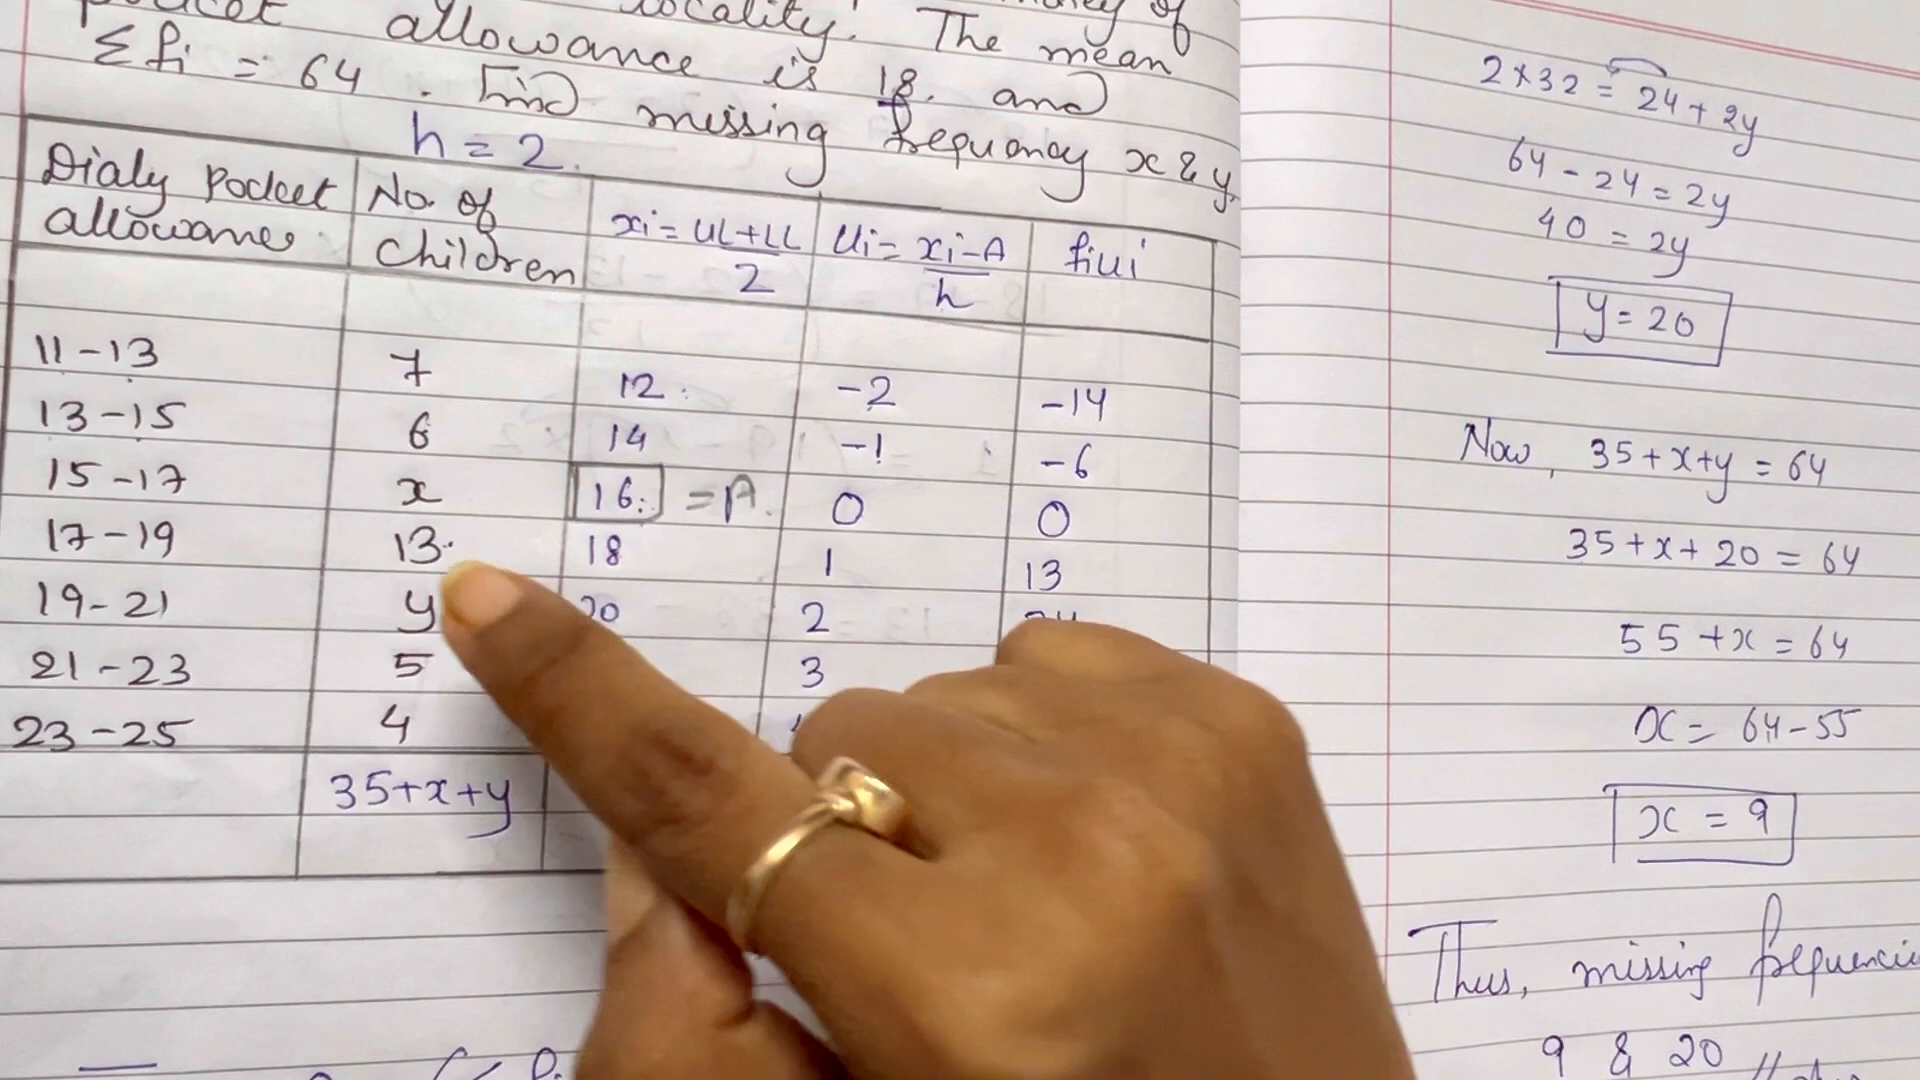 locality. The mean
allowance is 18. and
Σfi = 64. Find missing frequency x & y.
h = 2.
Dialy Pocket allowance
No. of Children
xi = UL+LL / 2
Ui = xi-A / h
fiui
11-13 7 12 -2 -14
13-15 6 14 -1 -6
15-17 x 16. = A. 0 0
17-19 13 18 1 13
19-21 y 20 2
21-23 5 3
23-25 4
35+x+y
2×32 = 24+2y
64-24 = 2y
40 = 2y
y = 20
Now, 35+x+y = 64
35+x+20 = 64
55+x = 64
x = 64-55
x = 9
Thus, missing
9 & 20 //